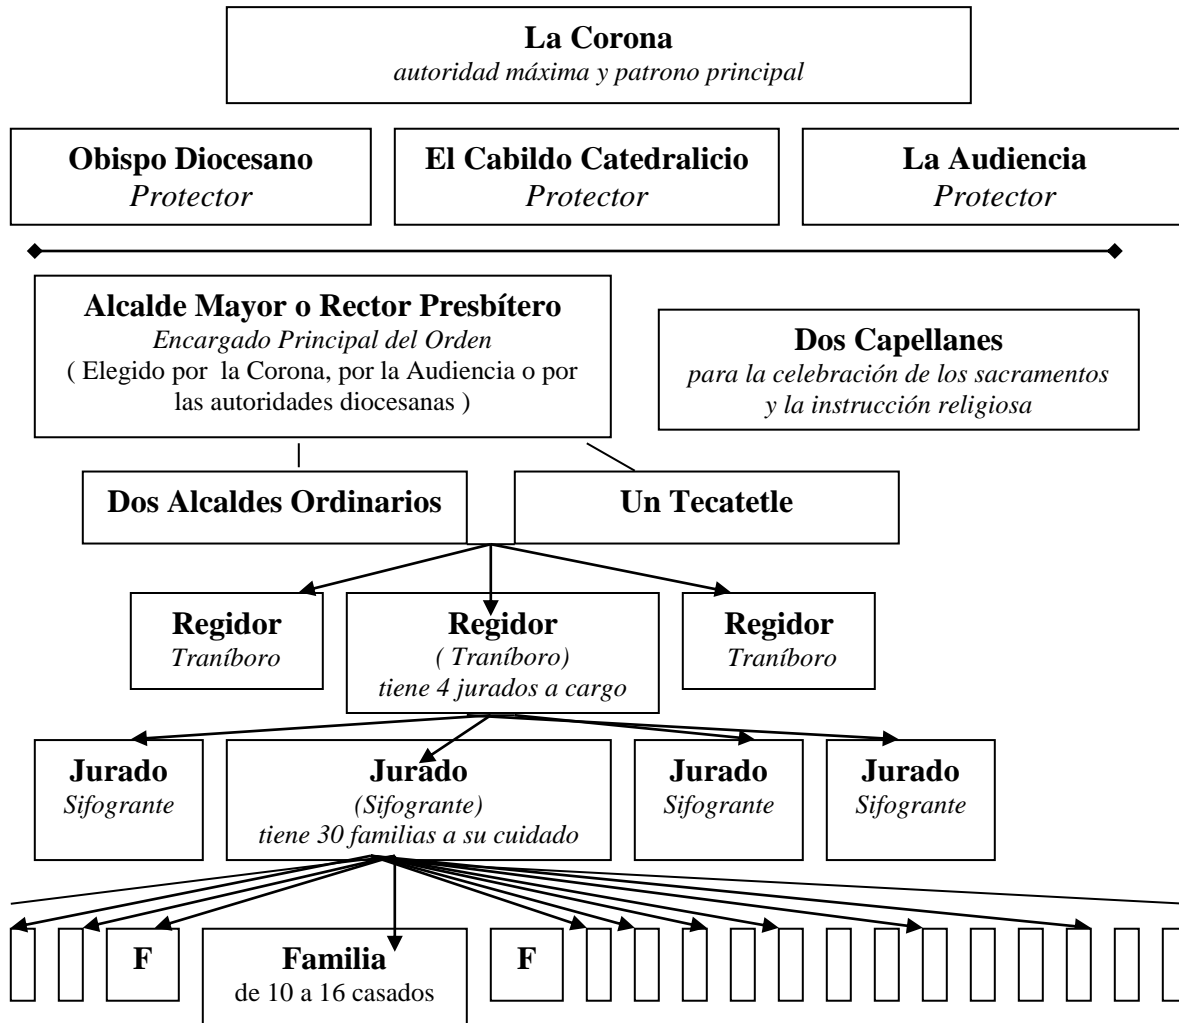 La Corona
autoridad máxima y patrono principal
Obispo Diocesano
Protector
El Cabildo Catedralicio
Protector
La Audiencia
Protector
Alcalde Mayor o Rector Presbítero
Encargado Principal del Orden
( Elegido por la Corona, por la Audiencia o por
las autoridades diocesanas )
Dos Capellanes
para la celebración de los sacramentos
y la instrucción religiosa
Dos Alcaldes Ordinarios
Un Tecatetle
Regidor
Traníboro
Regidor
( Traníboro)
tiene 4 jurados a cargo
Regidor
Traníboro
Jurado
Sifogrante
Jurado
(Sifogrante)
tiene 30 familias a su cuidado
Jurado
Sifogrante
Jurado
Sifogrante
F
Familia
de 10 a 16 casados
F